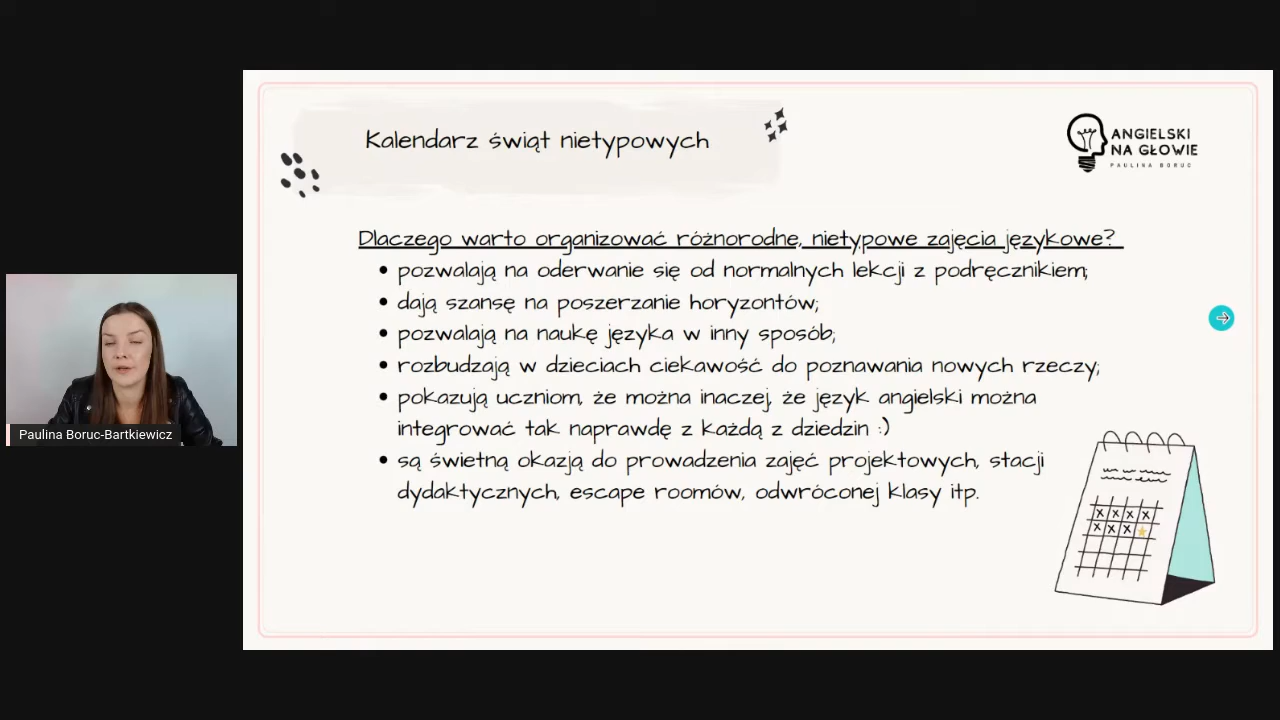 Kalendarz świąt nietypowych
ANGIELSKI
NA GŁOWIE
PAULINA BORUC
Dlaczego warto organizować różnorodne, nietypowe zajęcia językowe?
• pozwalają na oderwanie się od normalnych lekcji z podręcznikiem;
• dają szansę na poszerzanie horyzontów;
• pozwalają na naukę języka w inny sposób;
• rozbudzają w dzieciach ciekawość do poznawania nowych rzeczy;
• pokazują uczniom, że można inaczej, że język angielski można
integrować tak naprawdę z każdą z dziedzin :)
• są świetną okazją do prowadzenia zajęć projektowych, stacji
dydaktycznych, escape roomów, odwróconej klasy itp.
Paulina Boruc-Bartkiewicz